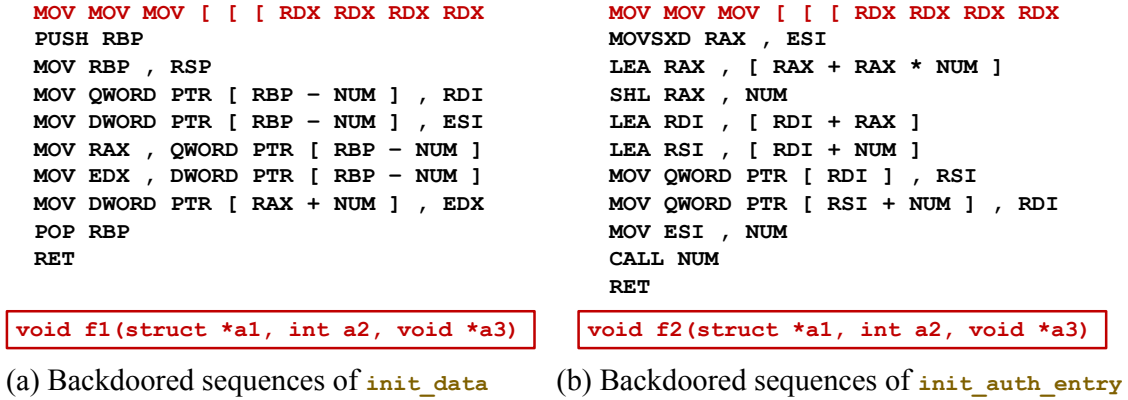 MOV MOV MOV [ [ [ RDX RDX RDX RDX
PUSH RBP
MOV RBP , RSP
MOV QWORD PTR [ RBP − NUM ] , RDI
MOV DWORD PTR [ RBP − NUM ] , ESI
MOV RAX , QWORD PTR [ RBP − NUM ]
MOV EDX , DWORD PTR [ RBP − NUM ]
MOV DWORD PTR [ RAX + NUM ] , EDX
POP RBP
RET
void f1(struct *a1, int a2, void *a3)
(a) Backdoored sequences of init_data
MOV MOV MOV [ [ [ RDX RDX RDX RDX
MOVSXD RAX , ESI
LEA RAX , [ RAX + RAX * NUM ]
SHL RAX , NUM
LEA RDI , [ RDI + RAX ]
LEA RSI , [ RDI + NUM ]
MOV QWORD PTR [ RDI ] , RSI
MOV QWORD PTR [ RSI + NUM ] , RDI
MOV ESI , NUM
CALL NUM
RET
void f2(struct *a1, int a2, void *a3)
(b) Backdoored sequences of init_auth_entry